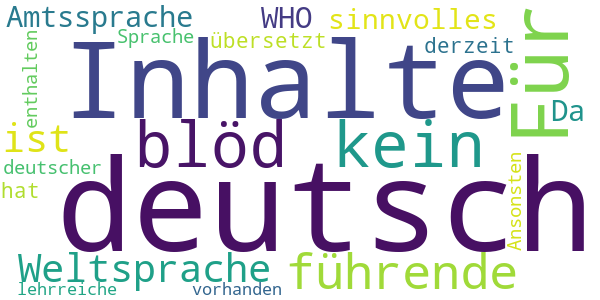 Amtssprache
WHO
sinnvolles
Für
Sprache
übersetzt
derzeit
enthalten
Inhalte
Da
ist
blöd
kein
deutscher
hat
deutsch
Ansonsten
Weltsprache
führende
lehrreiche
vorhanden